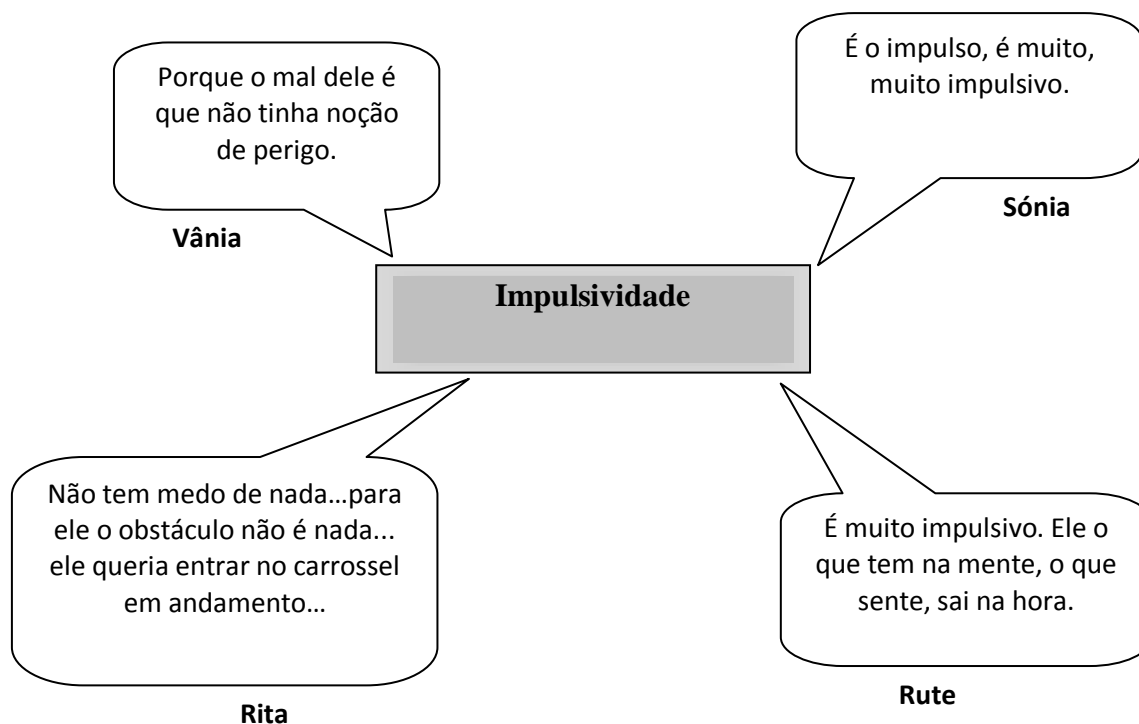 Porque o mal dele é
que não tinha noção
de perigo.
Vânia
É o impulso, é muito,
muito impulsivo.
Sónia
Impulsividade
Não tem medo de nada…para
ele o obstáculo não é nada...
ele queria entrar no carrossel
em andamento…
Rita
É muito impulsivo. Ele o
que tem na mente, o que
sente, sai na hora.
Rute